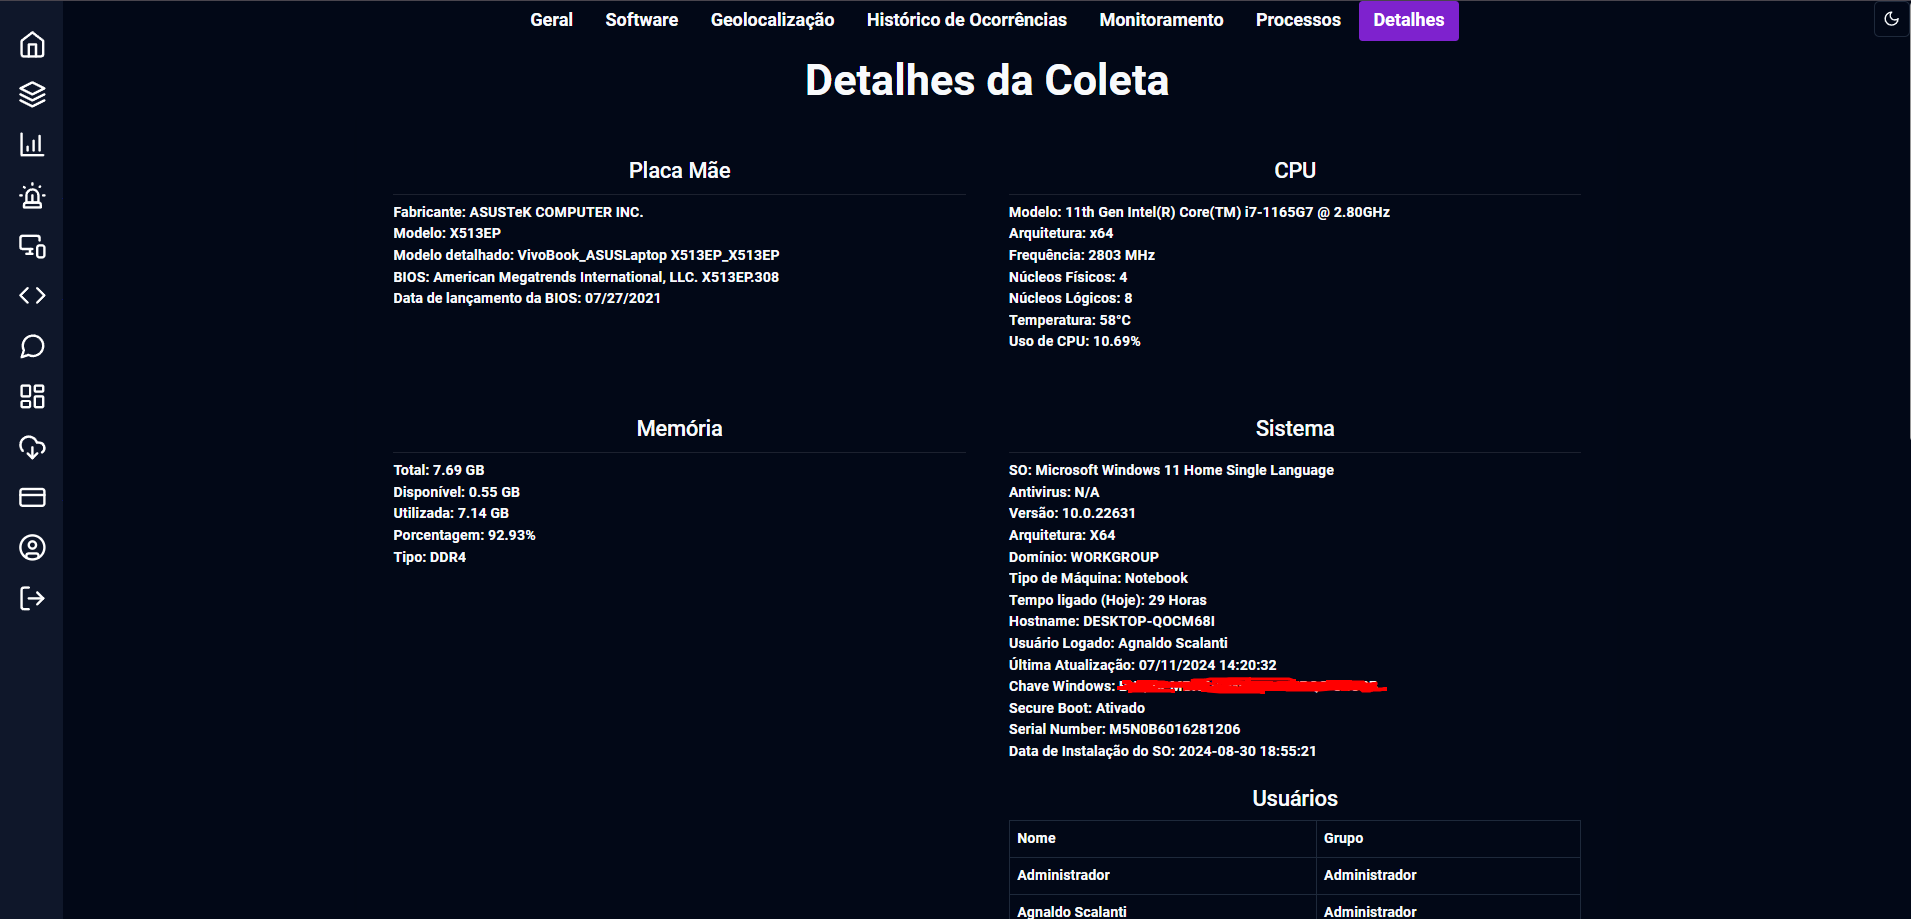 Geral Software Geolocalização Histórico de Ocorrências Monitoramento Processos Detalhes
Detalhes da Coleta
Placa Mãe
Fabricante: ASUSTeK COMPUTER INC.
Modelo: X513EP
Modelo detalhado: VivoBook_ASUSLaptop X513EP_X513EP
BIOS: American Megatrends International, LLC. X513EP.308
Data de lançamento da BIOS: 07/27/2021
CPU
Modelo: 11th Gen Intel(R) Core(TM) i7-1165G7 @ 2.80GHz
Arquitetura: x64
Frequência: 2803 MHz
Núcleos Físicos: 4
Núcleos Lógicos: 8
Temperatura: 58°C
Uso de CPU: 10.69%
Memória
Total: 7.69 GB
Disponível: 0.55 GB
Utilizada: 7.14 GB
Porcentagem: 92.93%
Tipo: DDR4
Sistema
SO: Microsoft Windows 11 Home Single Language
Antivirus: N/A
Versão: 10.0.22631
Arquitetura: X64
Domínio: WORKGROUP
Tipo de Máquina: Notebook
Tempo ligado (Hoje): 29 Horas
Hostname: DESKTOP-QOCM68I
Usuário Logado: Agnaldo Scalanti
Última Atualização: 07/11/2024 14:20:32
Chave Windows:
Secure Boot: Ativado
Serial Number: M5N0B6016281206
Data de Instalação do SO: 2024-08-30 18:55:21
Usuários
Nome Grupo
Administrador Administrador
Agnaldo Scalanti Administrador